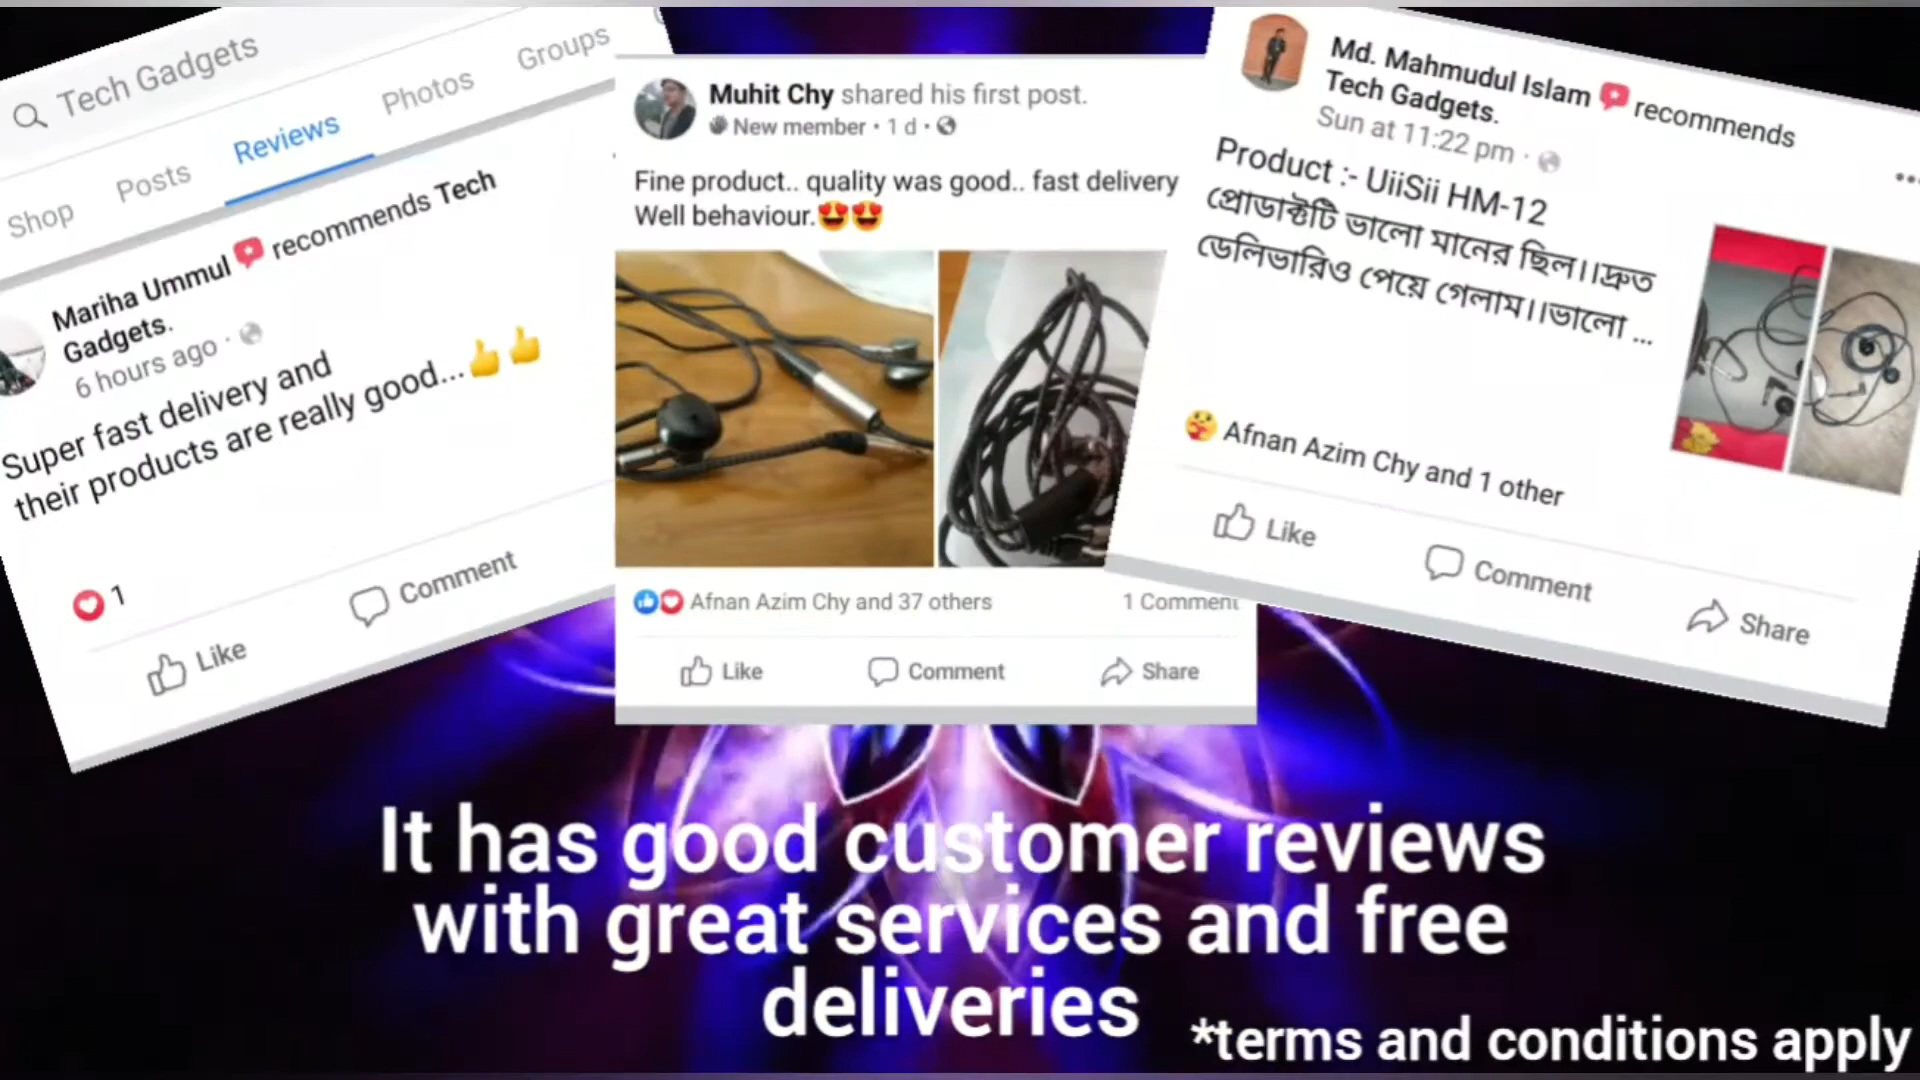 Tech Gadgets
Shop Posts Reviews Photos Groups
Mariha Ummul recommends Tech
Gadgets.
6 hours ago ·
Super fast delivery and
their products are really good...👍👍
1
Like Comment
Muhit Chy shared his first post.
New member · 1 d ·
Fine product.. quality was good.. fast delivery
Well behaviour.😍😍
Afnan Azim Chy and 37 others 1 Comment
Like Comment Share
Md. Mahmudul Islam recommends
Tech Gadgets.
Sun at 11:22 pm ·
Product :- UiiSii HM-12
প্রোডাক্টটি ভালো মানের ছিল।।দ্রুত
ডেলিভারিও পেয়ে গেলাম।।ভালো ...
Afnan Azim Chy and 1 other
Like Comment Share
It has good customer reviews
with great services and free
deliveries
*terms and conditions apply